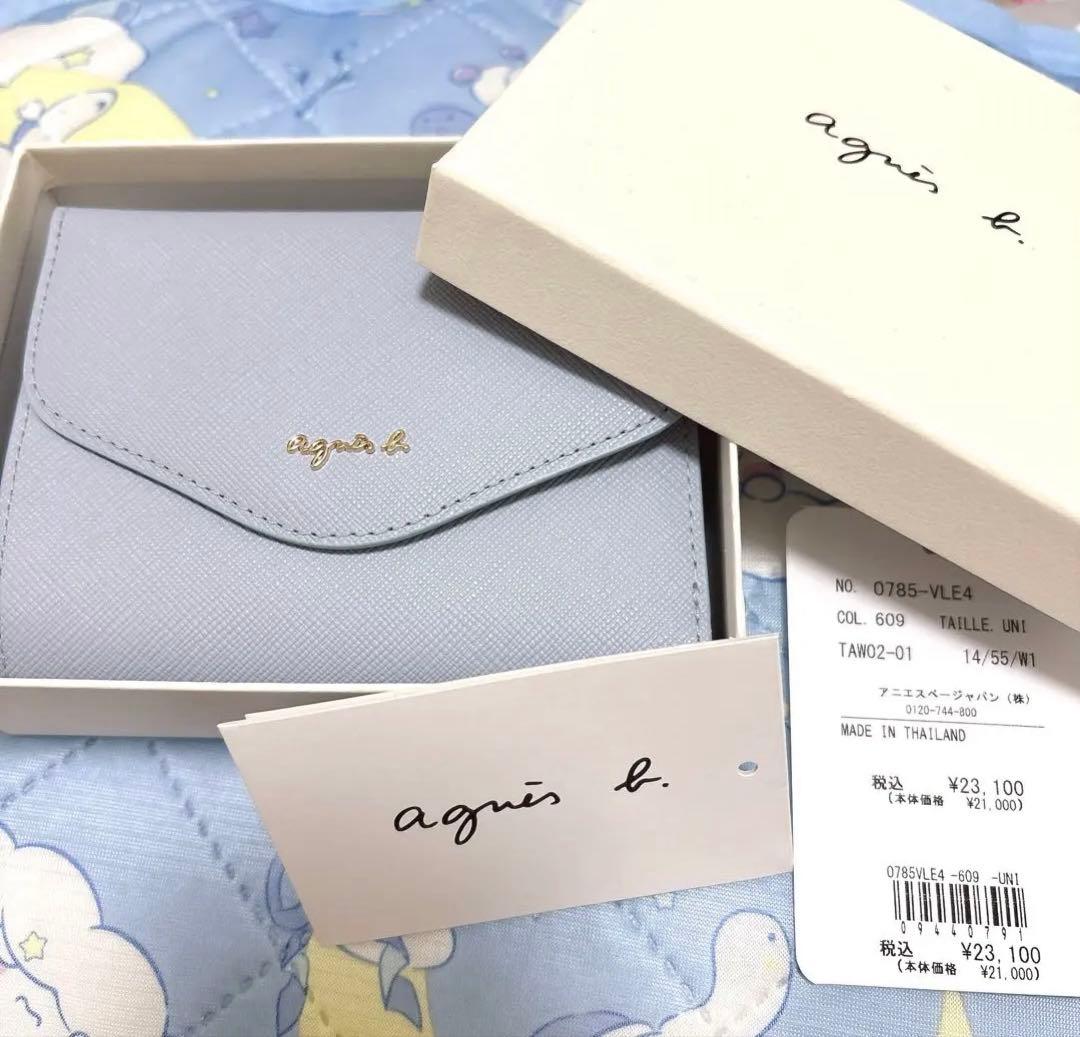 agnès b.
agnès b.
agnès b.
NO. 0785-VLE4
COL. 609 TAILLE. UNI
TAW02-01 14/55/W1
アニエスベージャパン（株）
0120-744-800
MADE IN THAILAND
税込 ¥23,100
(本体価格 ¥21,000)
0785VLE4 -609 -UNI
09440791
税込 ¥23,100
(本体価格 ¥21,000)